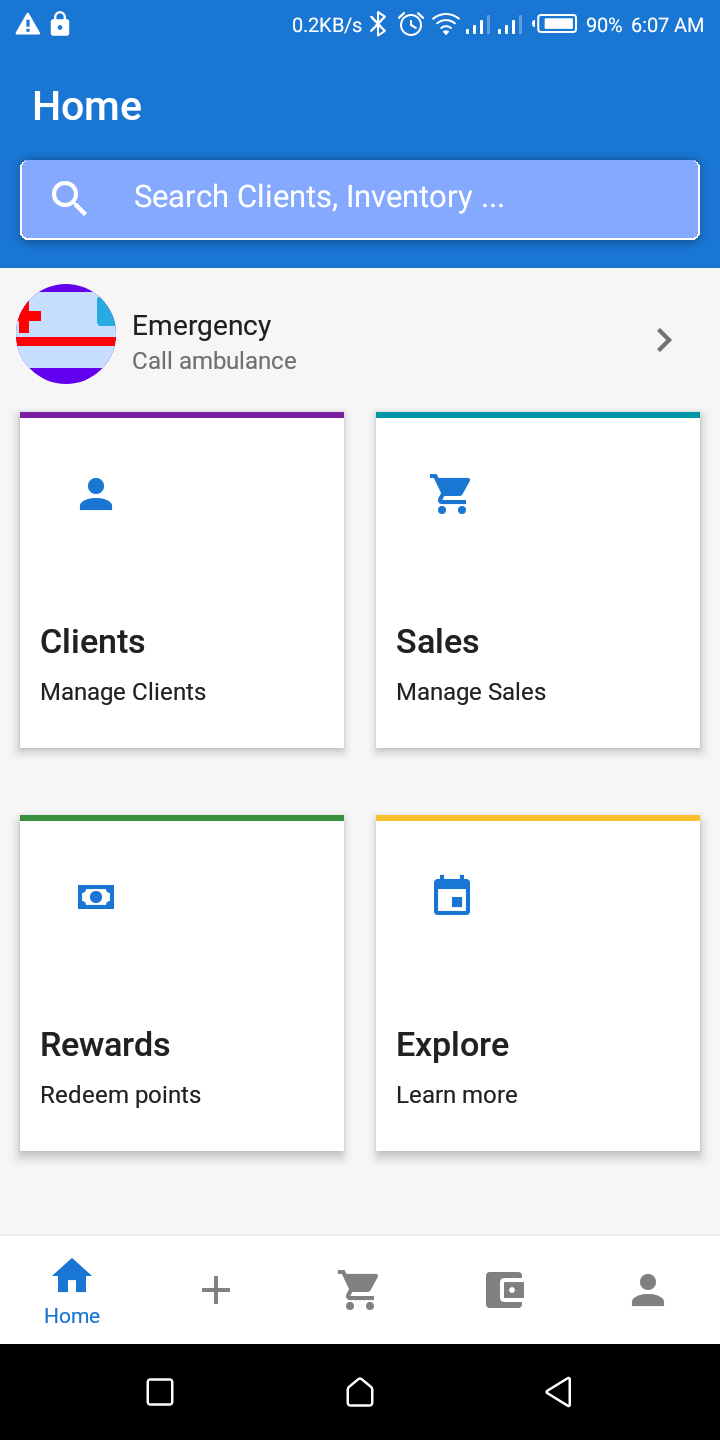 0.2KB/s 90% 6:07 AM
Home
Search Clients, Inventory ...
Emergency
Call ambulance
Clients
Manage Clients
Sales
Manage Sales
Rewards
Redeem points
Explore
Learn more
Home